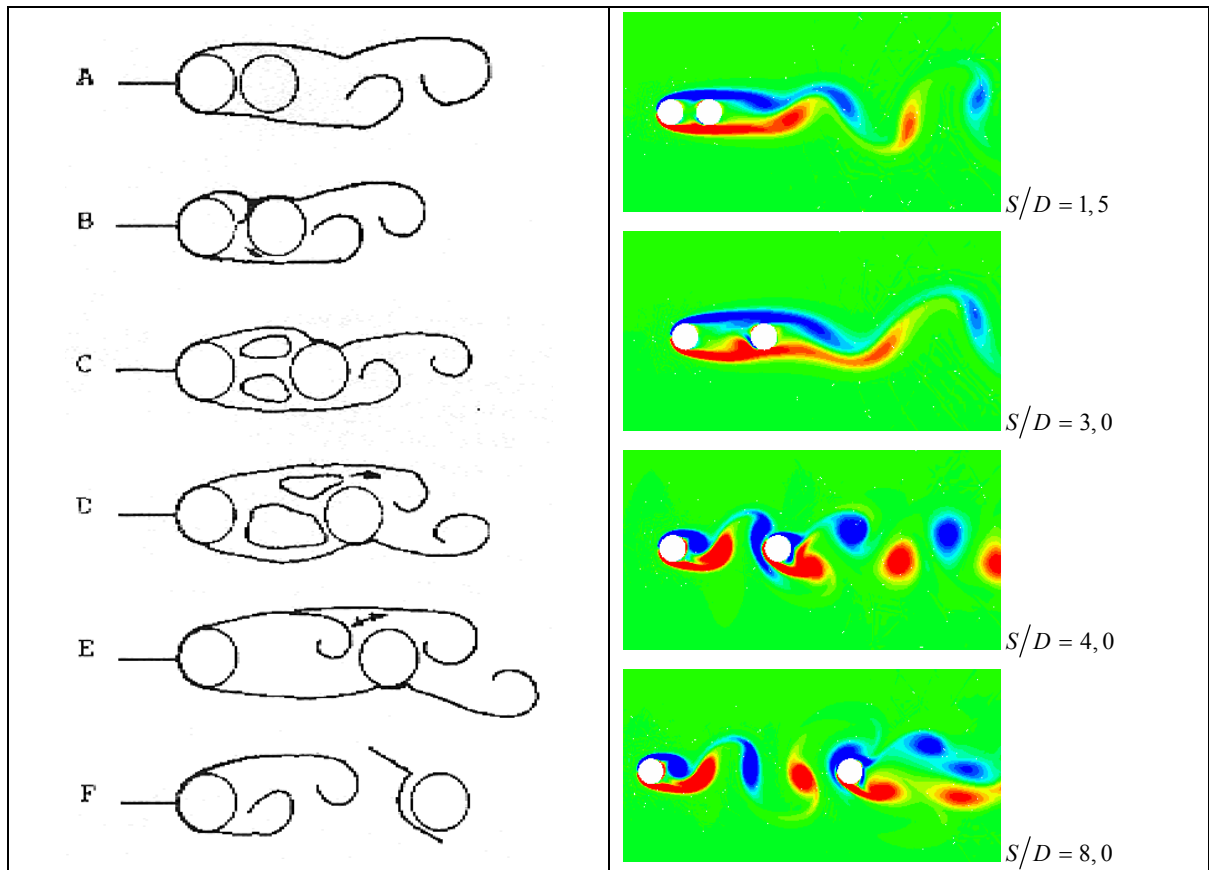 A
B
C
D
E
F
S/D = 1,5
S/D = 3,0
S/D = 4,0
S/D = 8,0